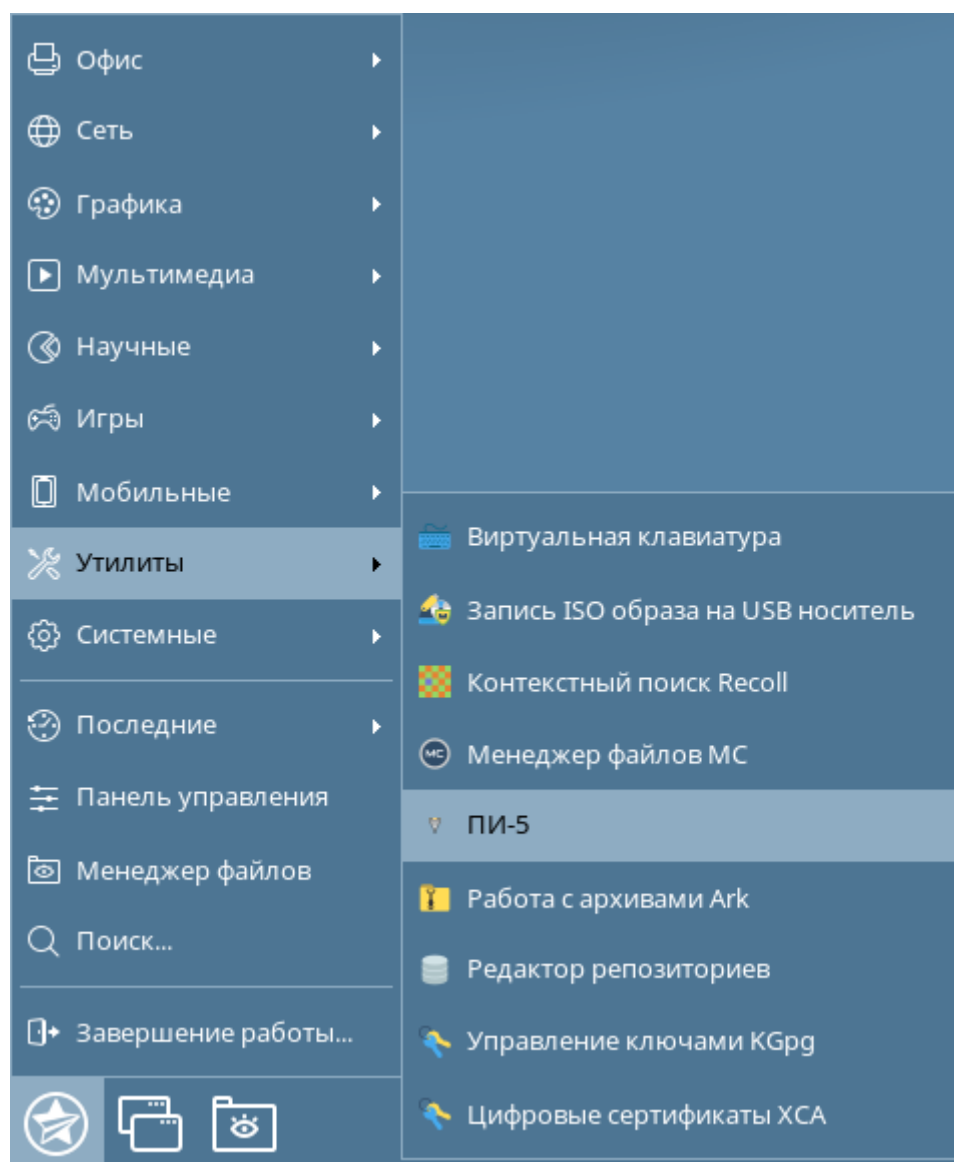 Офис
Сеть
Графика
Мультимедиа
Научные
Игры
Мобильные
Утилиты
Системные
Последние
Панель управления
Менеджер файлов
Поиск...
Завершение работы...
Виртуальная клавиатура
Запись ISO образа на USB носитель
Контекстный поиск Recoll
MC
Менеджер файлов MC
ПИ-5
Работа с архивами Ark
Редактор репозиториев
Управление ключами KGpg
Цифровые сертификаты XCA